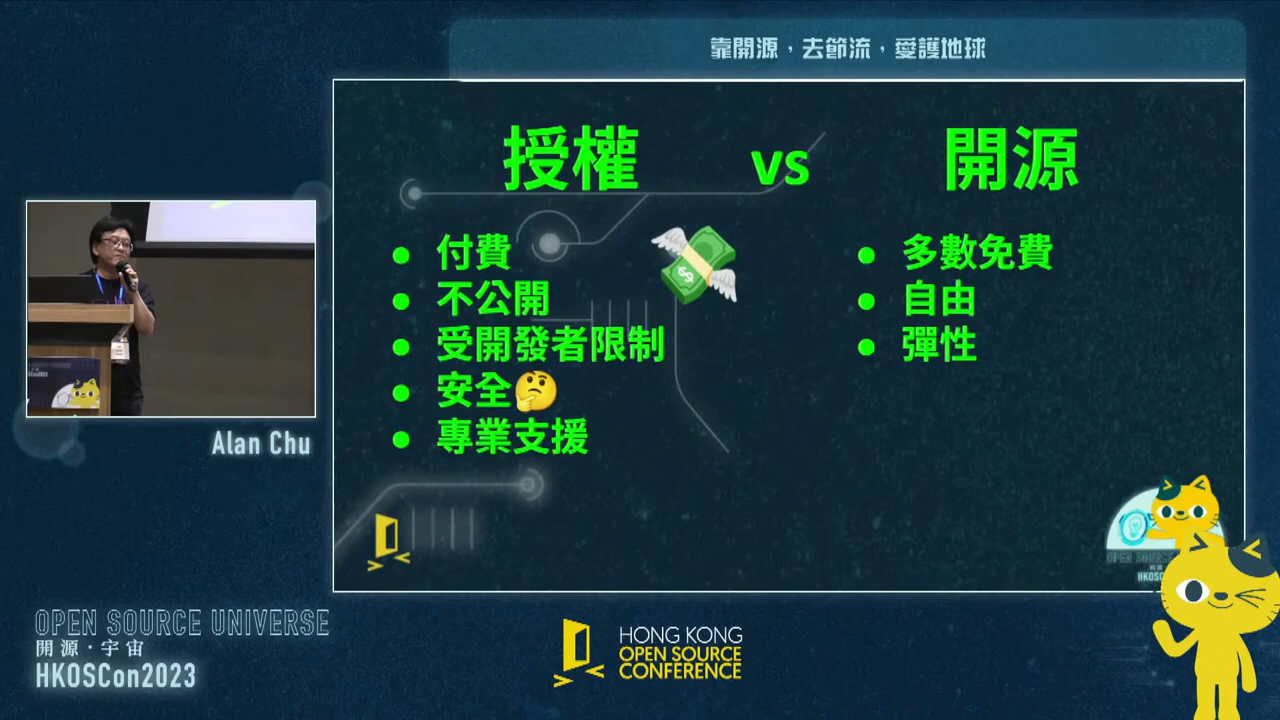 靠開源，去節流，愛護地球
授權 vs 開源
付費
不公開
受開發者限制
安全🤔
專業支援
多數免費
自由
彈性
Alan Chu
OPEN SOURCE UNIVERSE
開源·宇宙
HKOSCon2023
HONG KONG
OPEN SOURCE
CONFERENCE